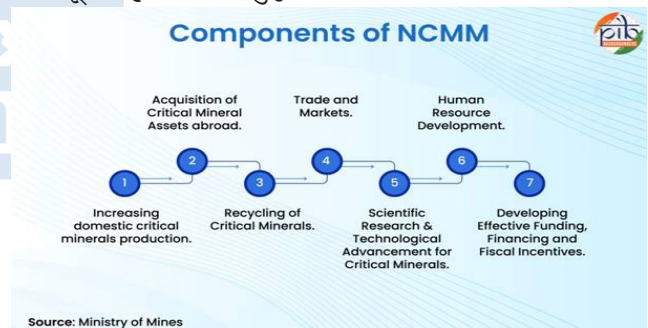 Components of NCMM
pib
Acquisition of
Critical Mineral
Assets abroad.
Trade and
Markets.
Human
Resource
Development.
1
2
3
4
5
6
7
Increasing
domestic critical
minerals production.
Recycling of
Critical Minerals.
Scientific
Research &
Technological
Advancement for
Critical Minerals.
Developing
Effective Funding,
Financing and
Fiscal Incentives.
Source: Ministry of Mines